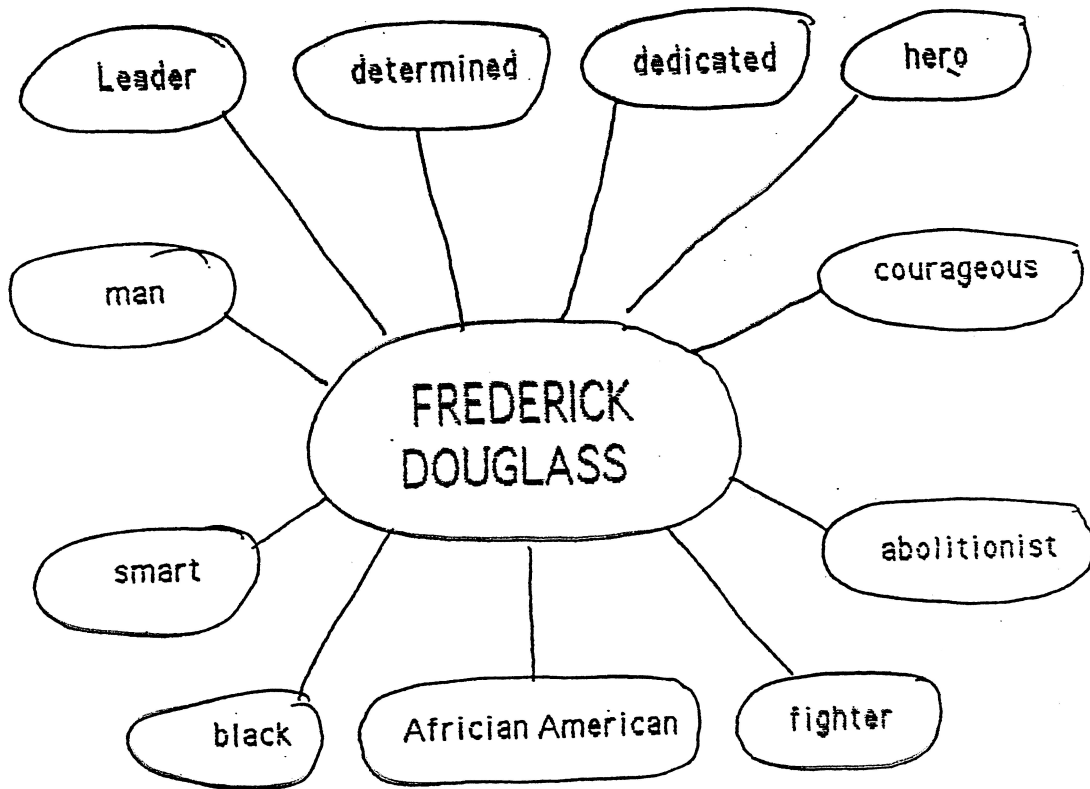 Leader
determined
dedicated
hero
man
courageous
FREDERICK
DOUGLASS
smart
abolitionist
black
Africian American
fighter